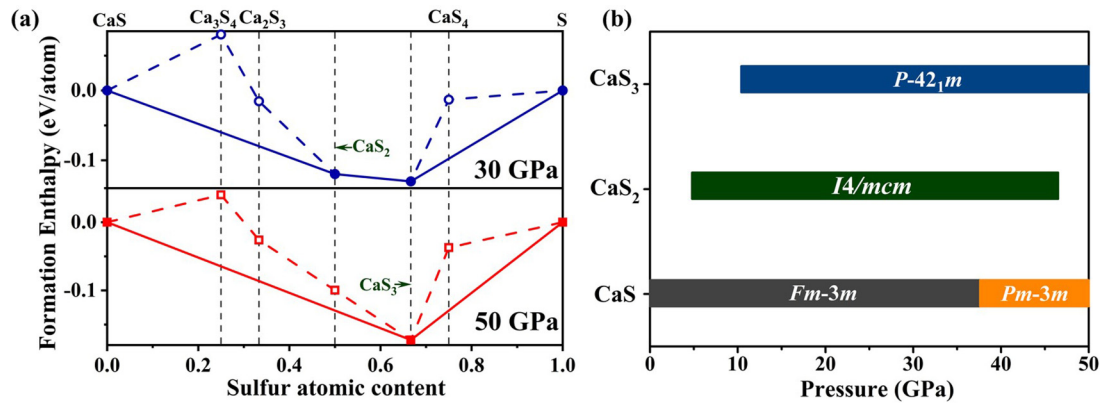 (a)
CaS Ca₃S₄ Ca₂S₃ CaS₄ S
0.0
-0.1
CaS₂
30 GPa
0.0
-0.1
CaS₃
50 GPa
Formation Enthalpy (eV/atom)
0.0 0.2 0.4 0.6 0.8 1.0
Sulfur atomic content
(b)
CaS₃ P-42₁m
CaS₂ I4/mcm
CaS Fm-3m Pm-3m
0 10 20 30 40 50
Pressure (GPa)